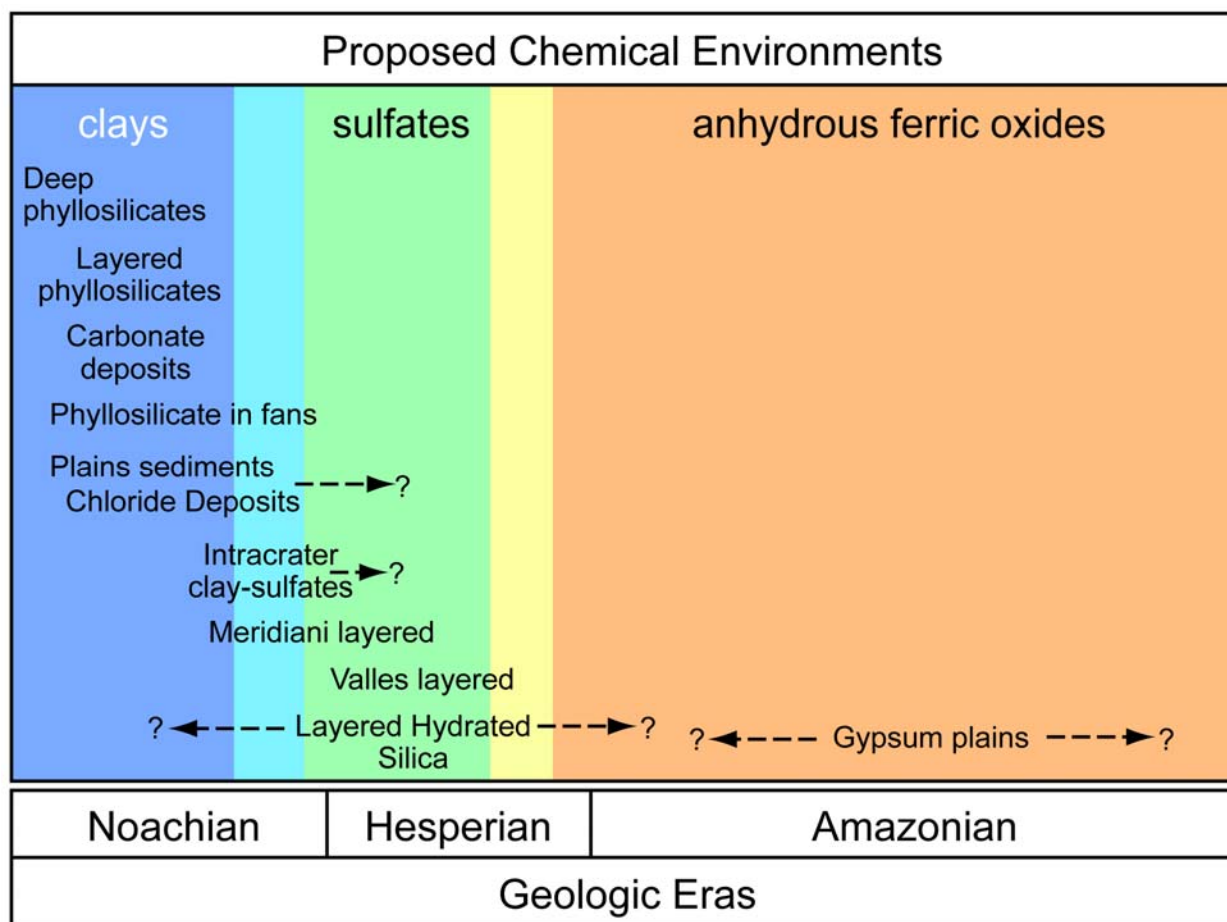 Proposed Chemical Environments
clays sulfates anhydrous ferric oxides
Deep
phyllosilicates
Layered
phyllosilicates
Carbonate
deposits
Phyllosilicate in fans
Plains sediments
Chloride Deposits ?
Intracrater
clay-sulfates ?
Meridiani layered
Valles layered
? Layered Hydrated ? ? Gypsum plains ?
Silica
Noachian Hesperian Amazonian
Geologic Eras